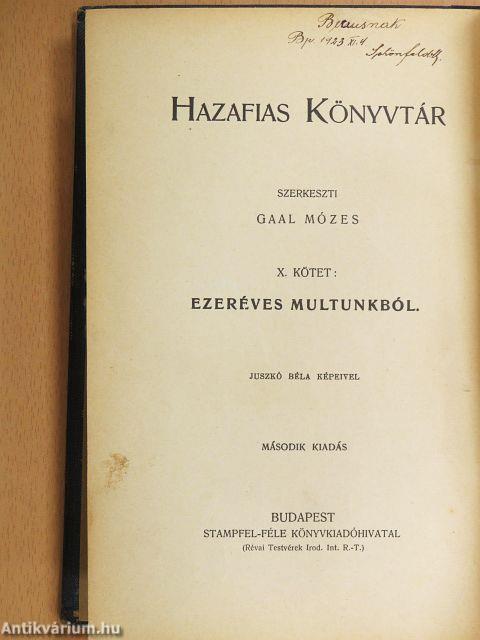 Bp. 1923 XI. 4
HAZAFIAS KÖNYVTÁR
SZERKESZTI
GAAL MÓZES
X. KÖTET:
EZERÉVES MULTUNKBÓL.
JUSZKÓ BÉLA KÉPEIVEL
MÁSODIK KIADÁS
BUDAPEST
STAMPFEL-FÉLE KÖNYVKIADÓHIVATAL
(Révai Testvérek Irod. Int. R.-T.)
Antikvárium.hu